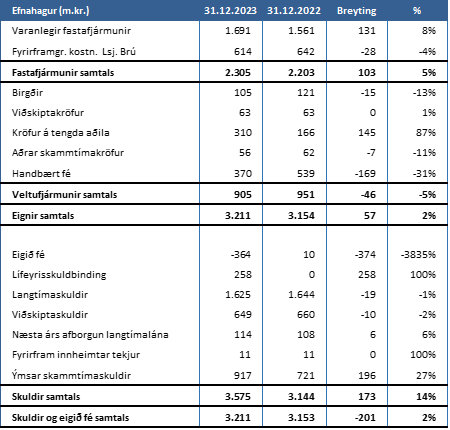 Efnahagur (m.kr.) 31.12.2023 31.12.2022 Breyting %
Varanlegir fastafjármunir 1.691 1.561 131 8%
Fyrirframgr. kostn. Lsj. Brú 614 642 -28 -4%
Fastafjármunir samtals 2.305 2.203 103 5%
Birgðir 105 121 -15 -13%
Viðskiptakröfur 63 63 0 1%
Kröfur á tengda aðila 310 166 145 87%
Aðrar skammtímakröfur 56 62 -7 -11%
Handbært fé 370 539 -169 -31%
Veltufjármunir samtals 905 951 -46 -5%
Eignir samtals 3.211 3.154 57 2%
Eigið fé -364 10 -374 -3835%
Lífeyrisskuldbinding 258 0 258 100%
Langtímaskuldir 1.625 1.644 -19 -1%
Viðskiptaskuldir 649 660 -10 -2%
Næsta árs afborgun langtímalána 114 108 6 6%
Fyrirfram innheimtar tekjur 11 11 0 100%
Ýmsar skammtímaskuldir 917 721 196 27%
Skuldir samtals 3.575 3.144 173 14%
Skuldir og eigið fé samtals 3.211 3.153 -201 2%